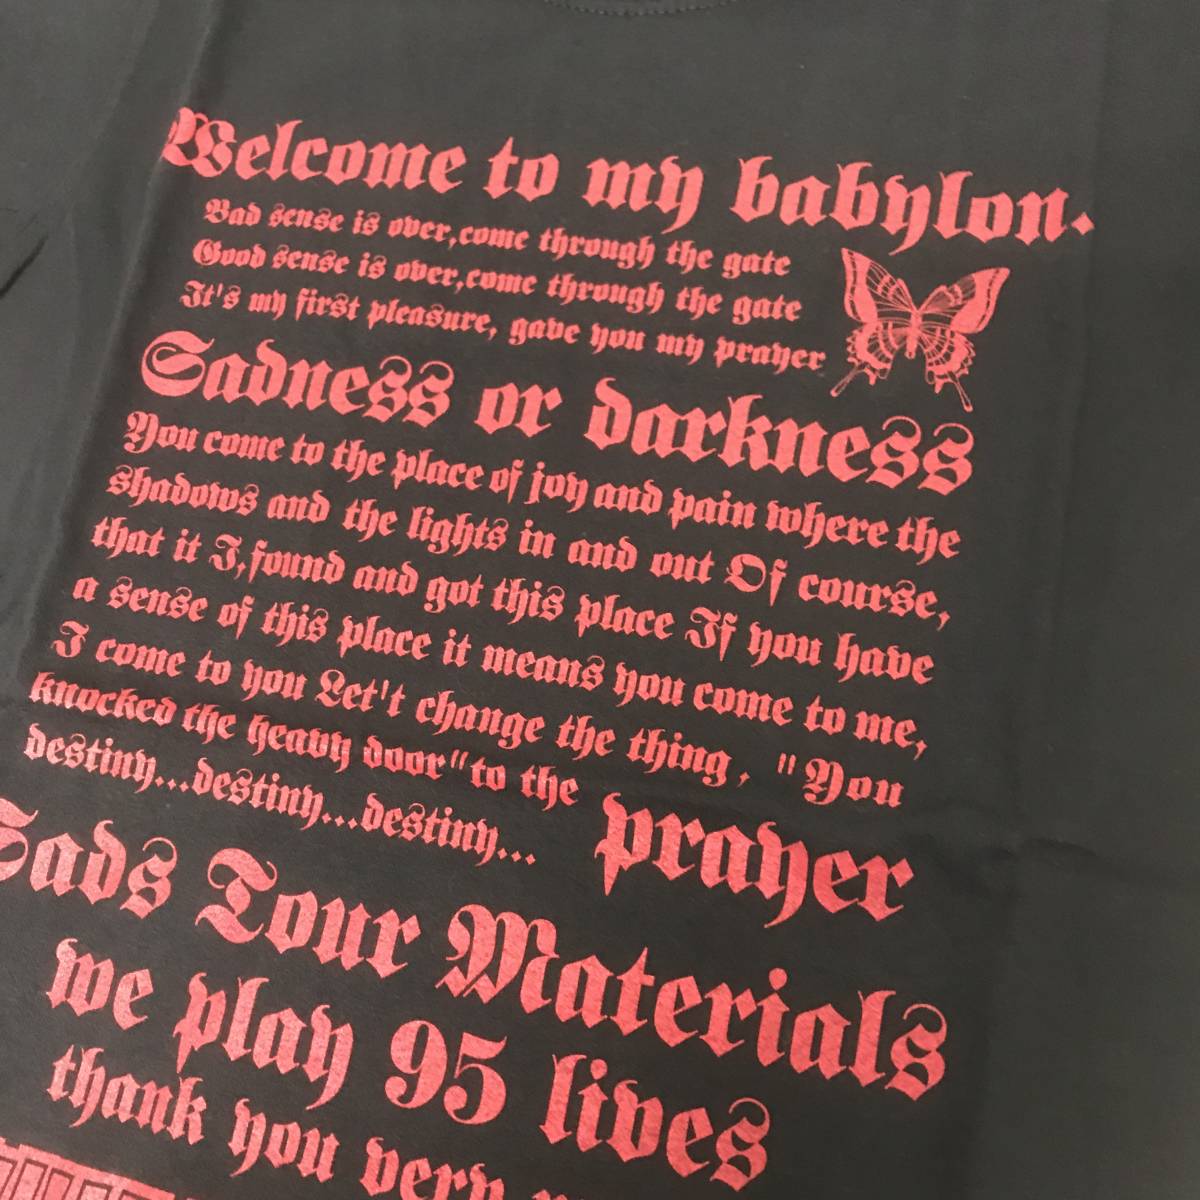 Welcome to my babylon.
Bad sense is over,come through the gate
Good sense is over,come through the gate
It's my first pleasure, gave you my prayer
Sadness or darkness
You come to the place of joy and pain where the
shadows and the lights in and out Of course,
that it I,found and got this place If you have
a sense of this place it means you come to me,
I come to you Let't change the thing, "You
knocked the heavy door"to the
destiny...destiny...destiny...
prayer
Sads Tour Materials
we play 95 lives
thank you very